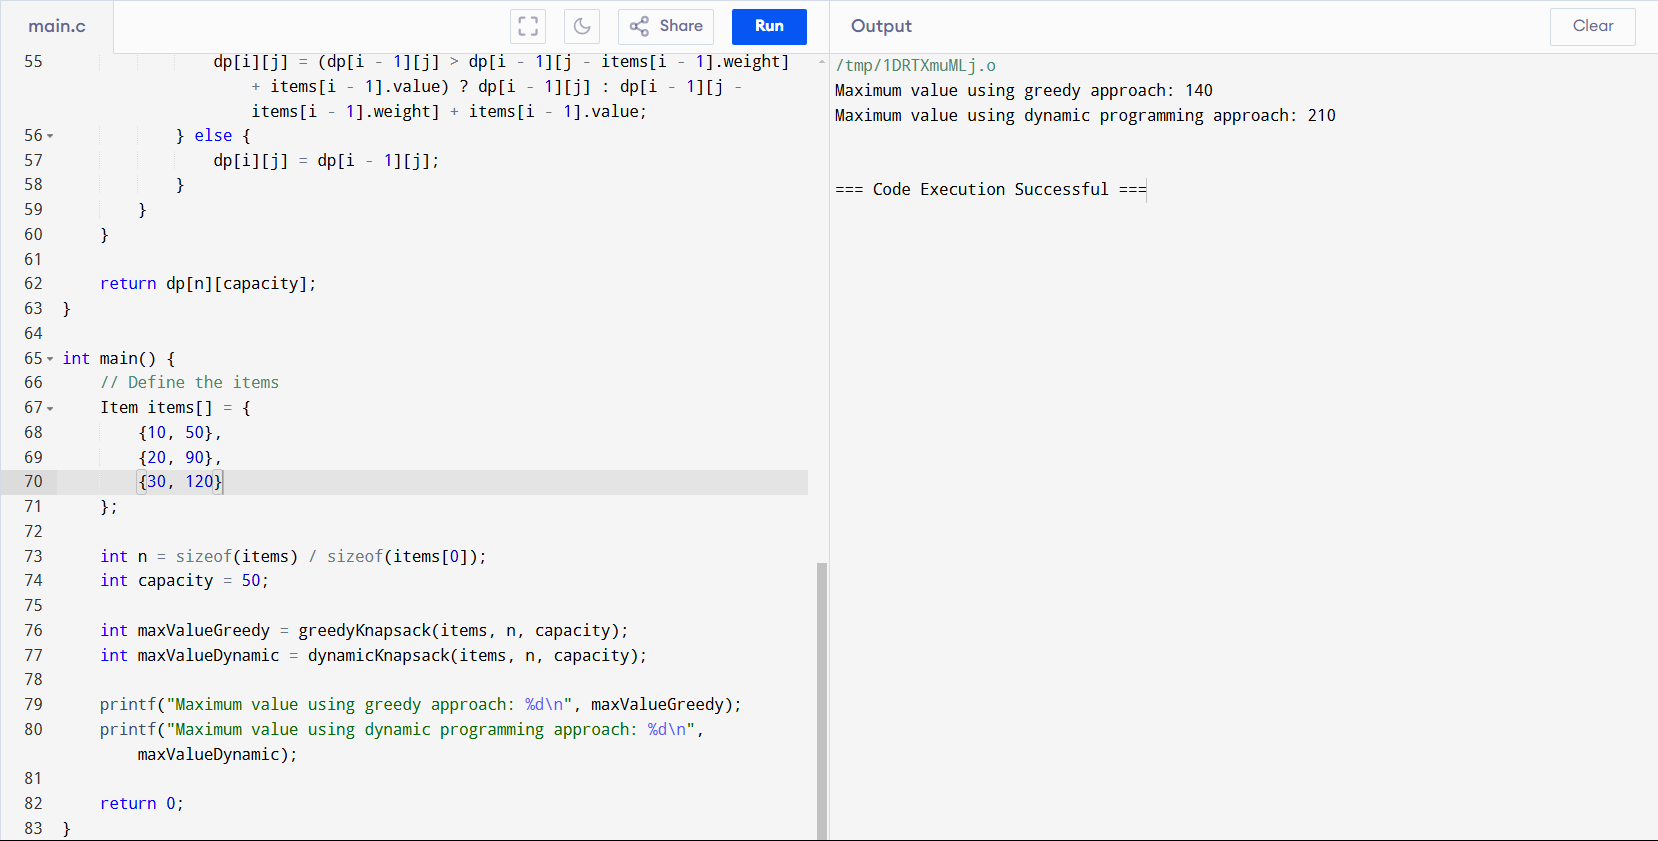 main.c
Share
Run
Output
Clear
55 dp[i][j] = (dp[i - 1][j] > dp[i - 1][j - items[i - 1].weight]
+ items[i - 1].value) ? dp[i - 1][j] : dp[i - 1][j -
items[i - 1].weight] + items[i - 1].value;
56 } else {
57 dp[i][j] = dp[i - 1][j];
58 }
59 }
60 }
61
62 return dp[n][capacity];
63 }
64
65 int main() {
66 // Define the items
67 Item items[] = {
68 {10, 50},
69 {20, 90},
70 {30, 120}
71 };
72
73 int n = sizeof(items) / sizeof(items[0]);
74 int capacity = 50;
75
76 int maxValueGreedy = greedyKnapsack(items, n, capacity);
77 int maxValueDynamic = dynamicKnapsack(items, n, capacity);
78
79 printf("Maximum value using greedy approach: %d\n", maxValueGreedy);
80 printf("Maximum value using dynamic programming approach: %d\n",
maxValueDynamic);
81
82 return 0;
83 }
/tmp/1DRTXmuMLj.o
Maximum value using greedy approach: 140
Maximum value using dynamic programming approach: 210
=== Code Execution Successful ===